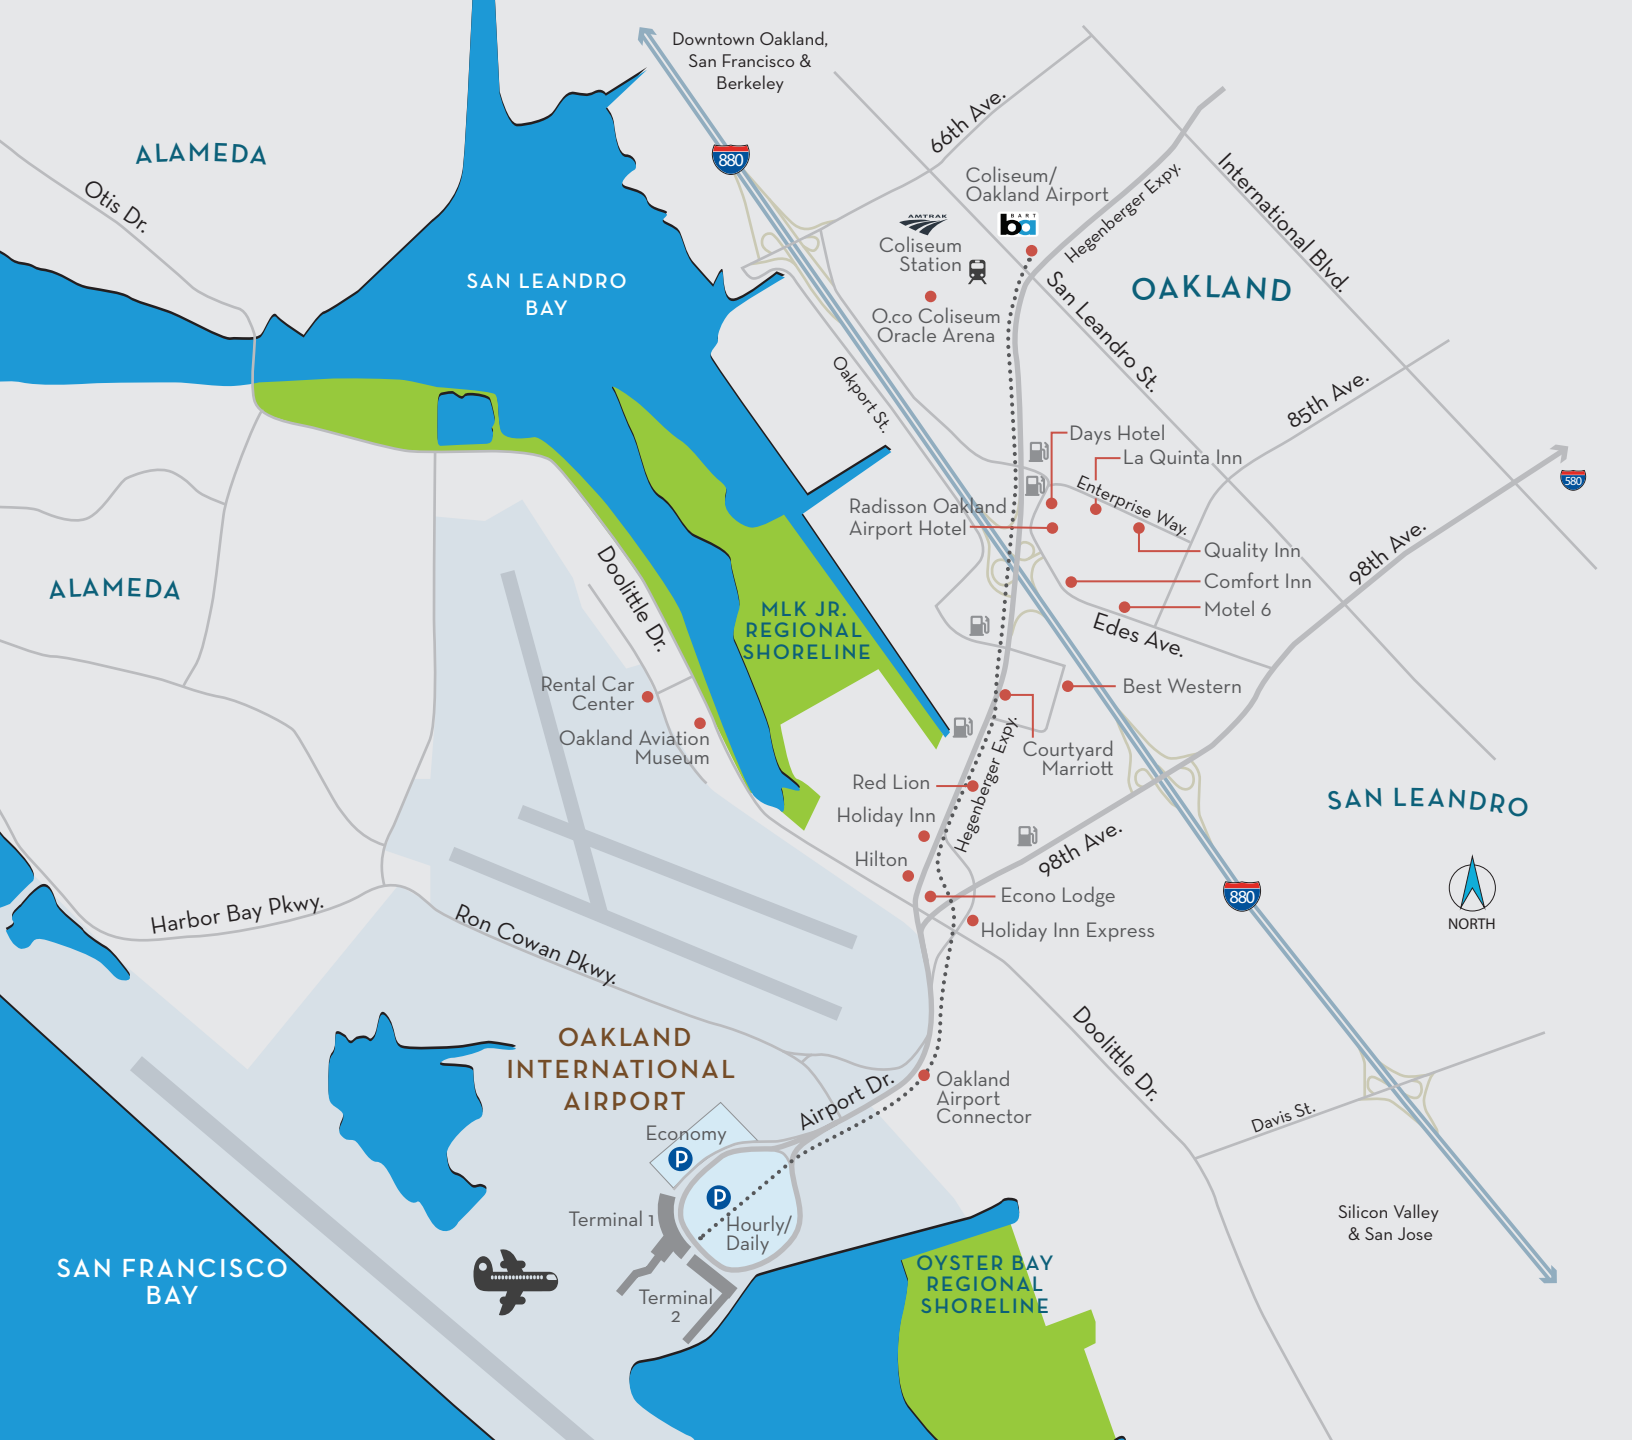 Downtown Oakland,
San Francisco &
Berkeley
880
66th Ave.
ALAMEDA
Otis Dr.
Coliseum/
Oakland Airport
AMTRAK
BART
ba
Hegenberger Expy.
International Blvd.
Coliseum
Station
SAN LEANDRO
BAY
OAKLAND
San Leandro St.
O.co Coliseum
Oracle Arena
Oakport St.
85th Ave.
Days Hotel
La Quinta Inn
580
Enterprise Way.
Radisson Oakland
Airport Hotel
Quality Inn
98th Ave.
ALAMEDA
Doolittle Dr.
Comfort Inn
MLK JR.
REGIONAL
SHORELINE
Motel 6
Edes Ave.
Rental Car
Center
Best Western
Oakland Aviation
Museum
Hegenberger Expy.
Courtyard
Marriott
Red Lion
SAN LEANDRO
Holiday Inn
98th Ave.
Hilton
Econo Lodge
880
Harbor Bay Pkwy.
Ron Cowan Pkwy.
Holiday Inn Express
NORTH
OAKLAND
INTERNATIONAL
AIRPORT
Doolittle Dr.
Airport Dr.
Oakland
Airport
Connector
Davis St.
Economy
P
P
Terminal 1
Hourly/
Daily
Silicon Valley
& San Jose
SAN FRANCISCO
BAY
OYSTER BAY
REGIONAL
SHORELINE
Terminal
2